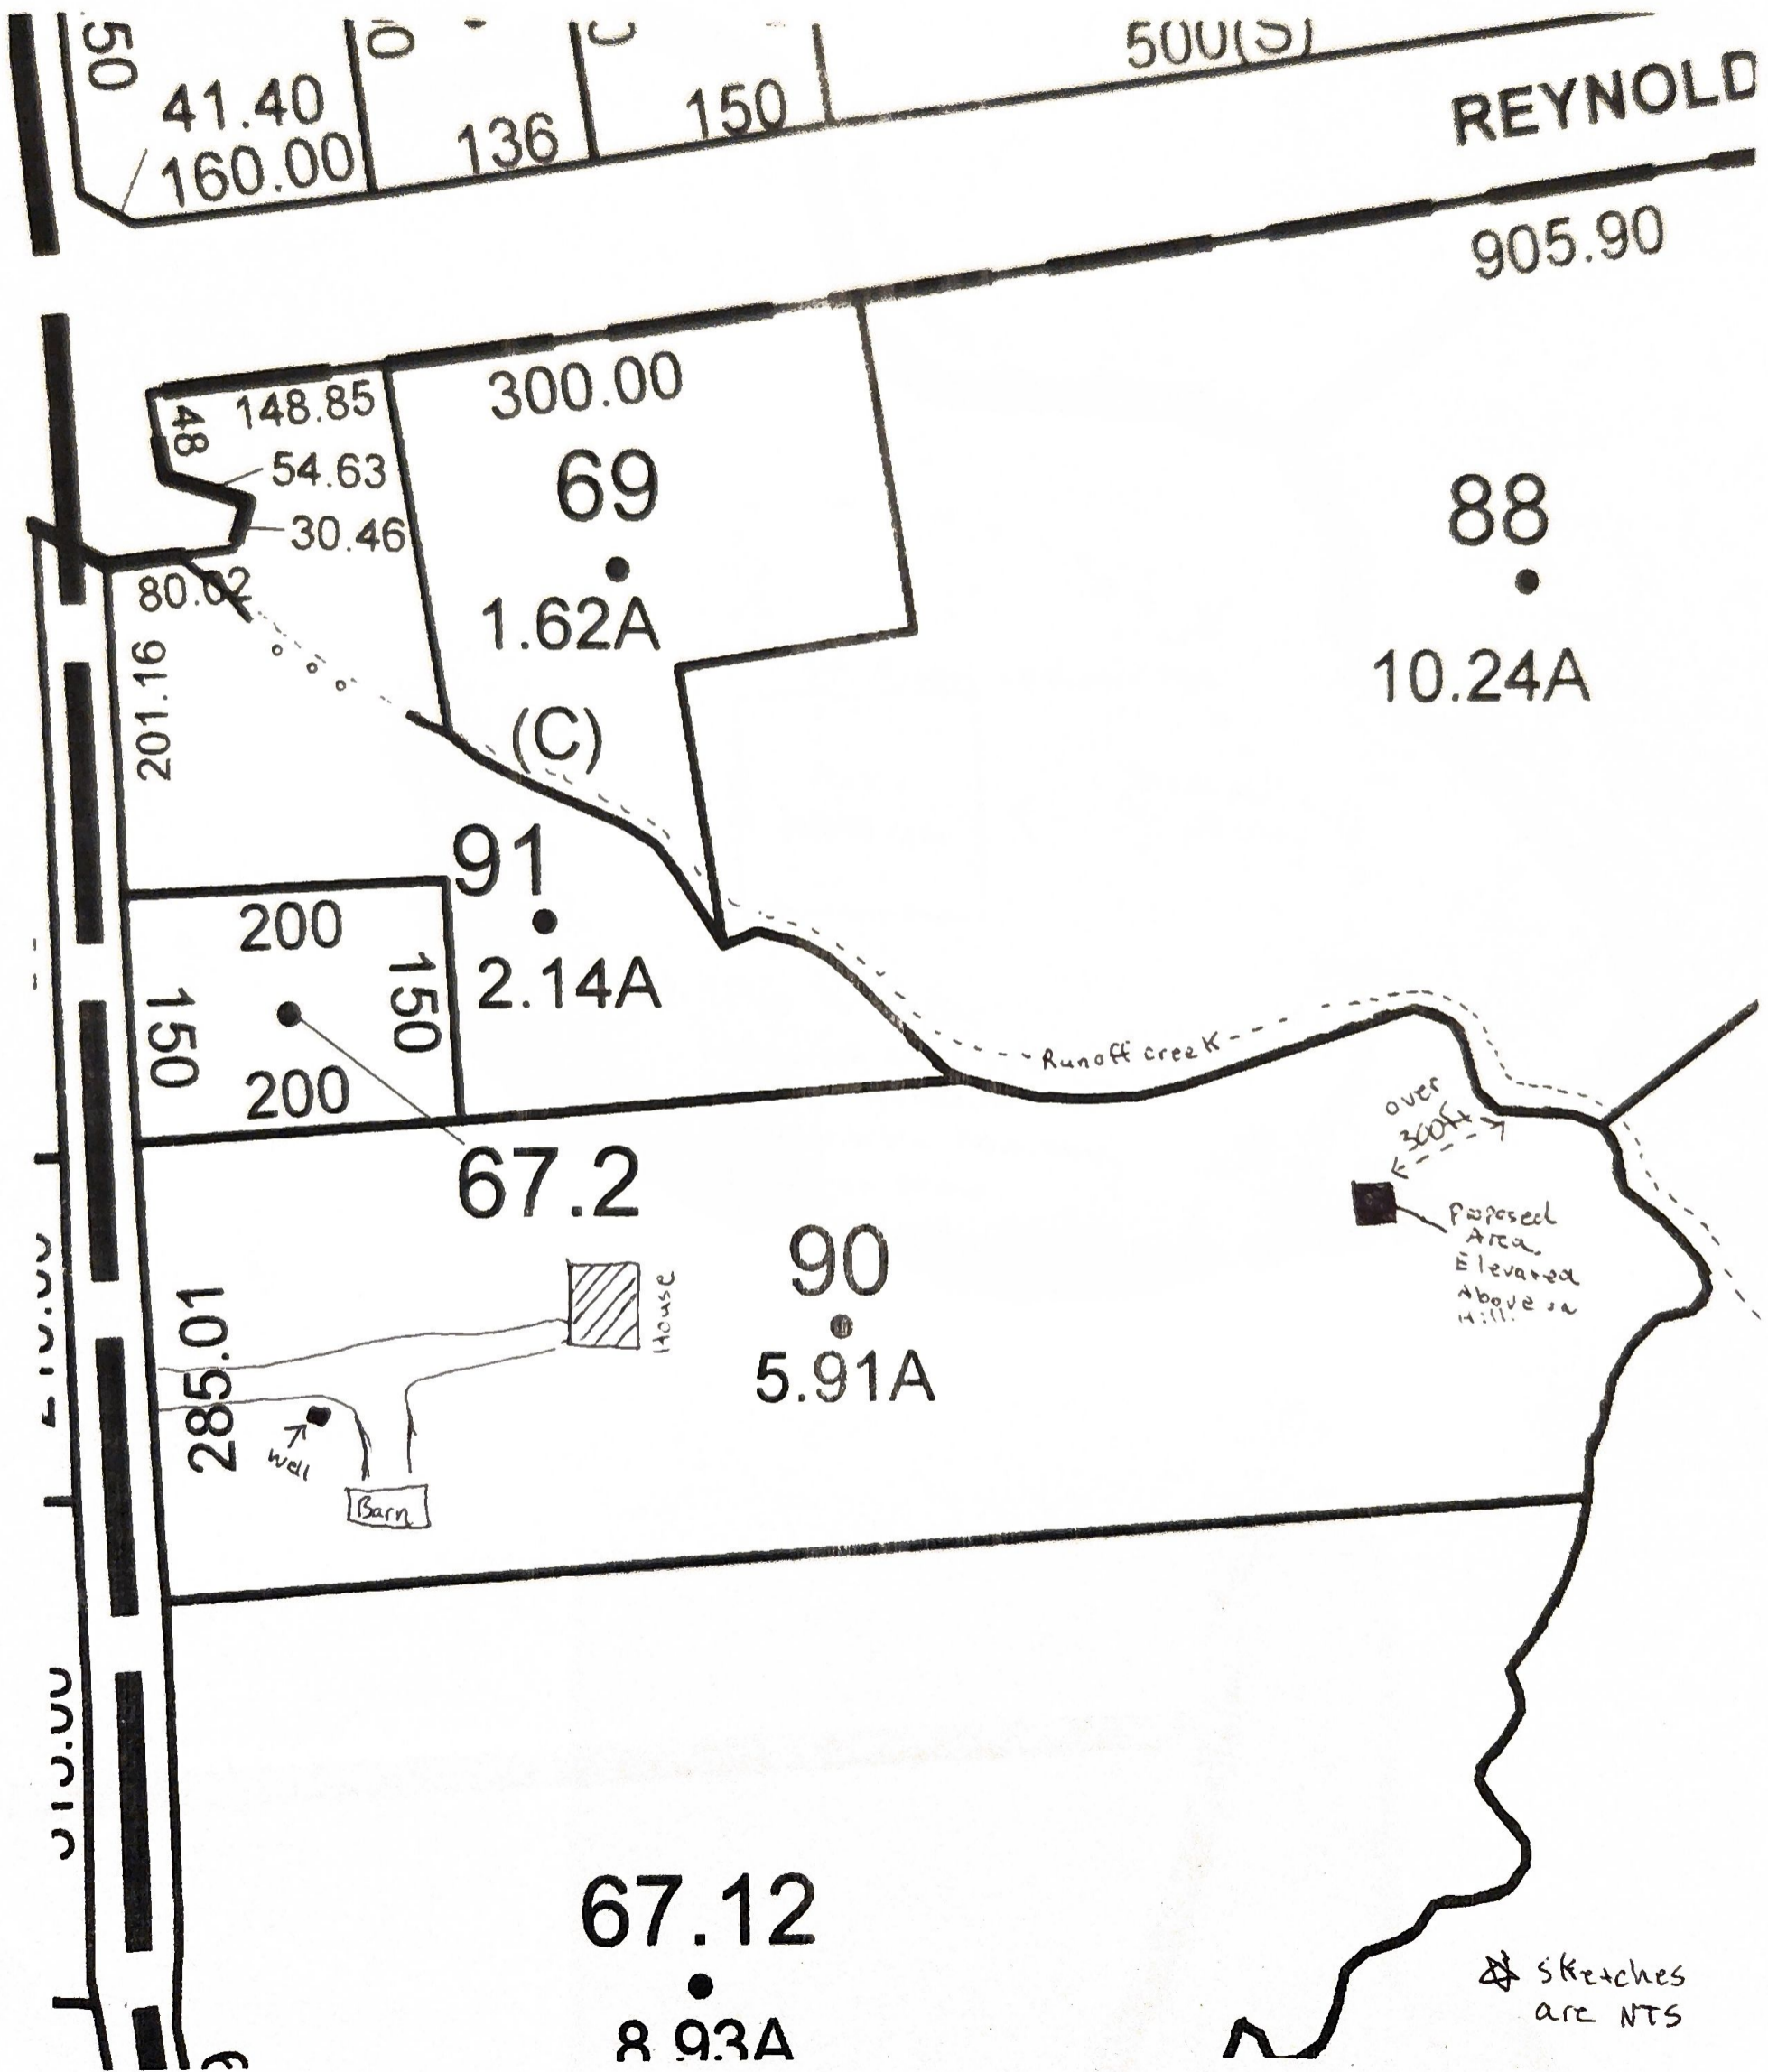 50
41.40
160.00
136
150
500(S)
REYNOLD
905.90
148.85
300.00
48
54.63
30.46
69
1.62A
88
10.24A
80.02
201.16
(C)
91
2.14A
200
150
150
200
Runoff creek
over
300ft
67.2
Proposed
Area
Elevared
Above on
Hill.
90
5.91A
House
285.01
Well
Barn
67.12
8.93A
sketches
are NTS